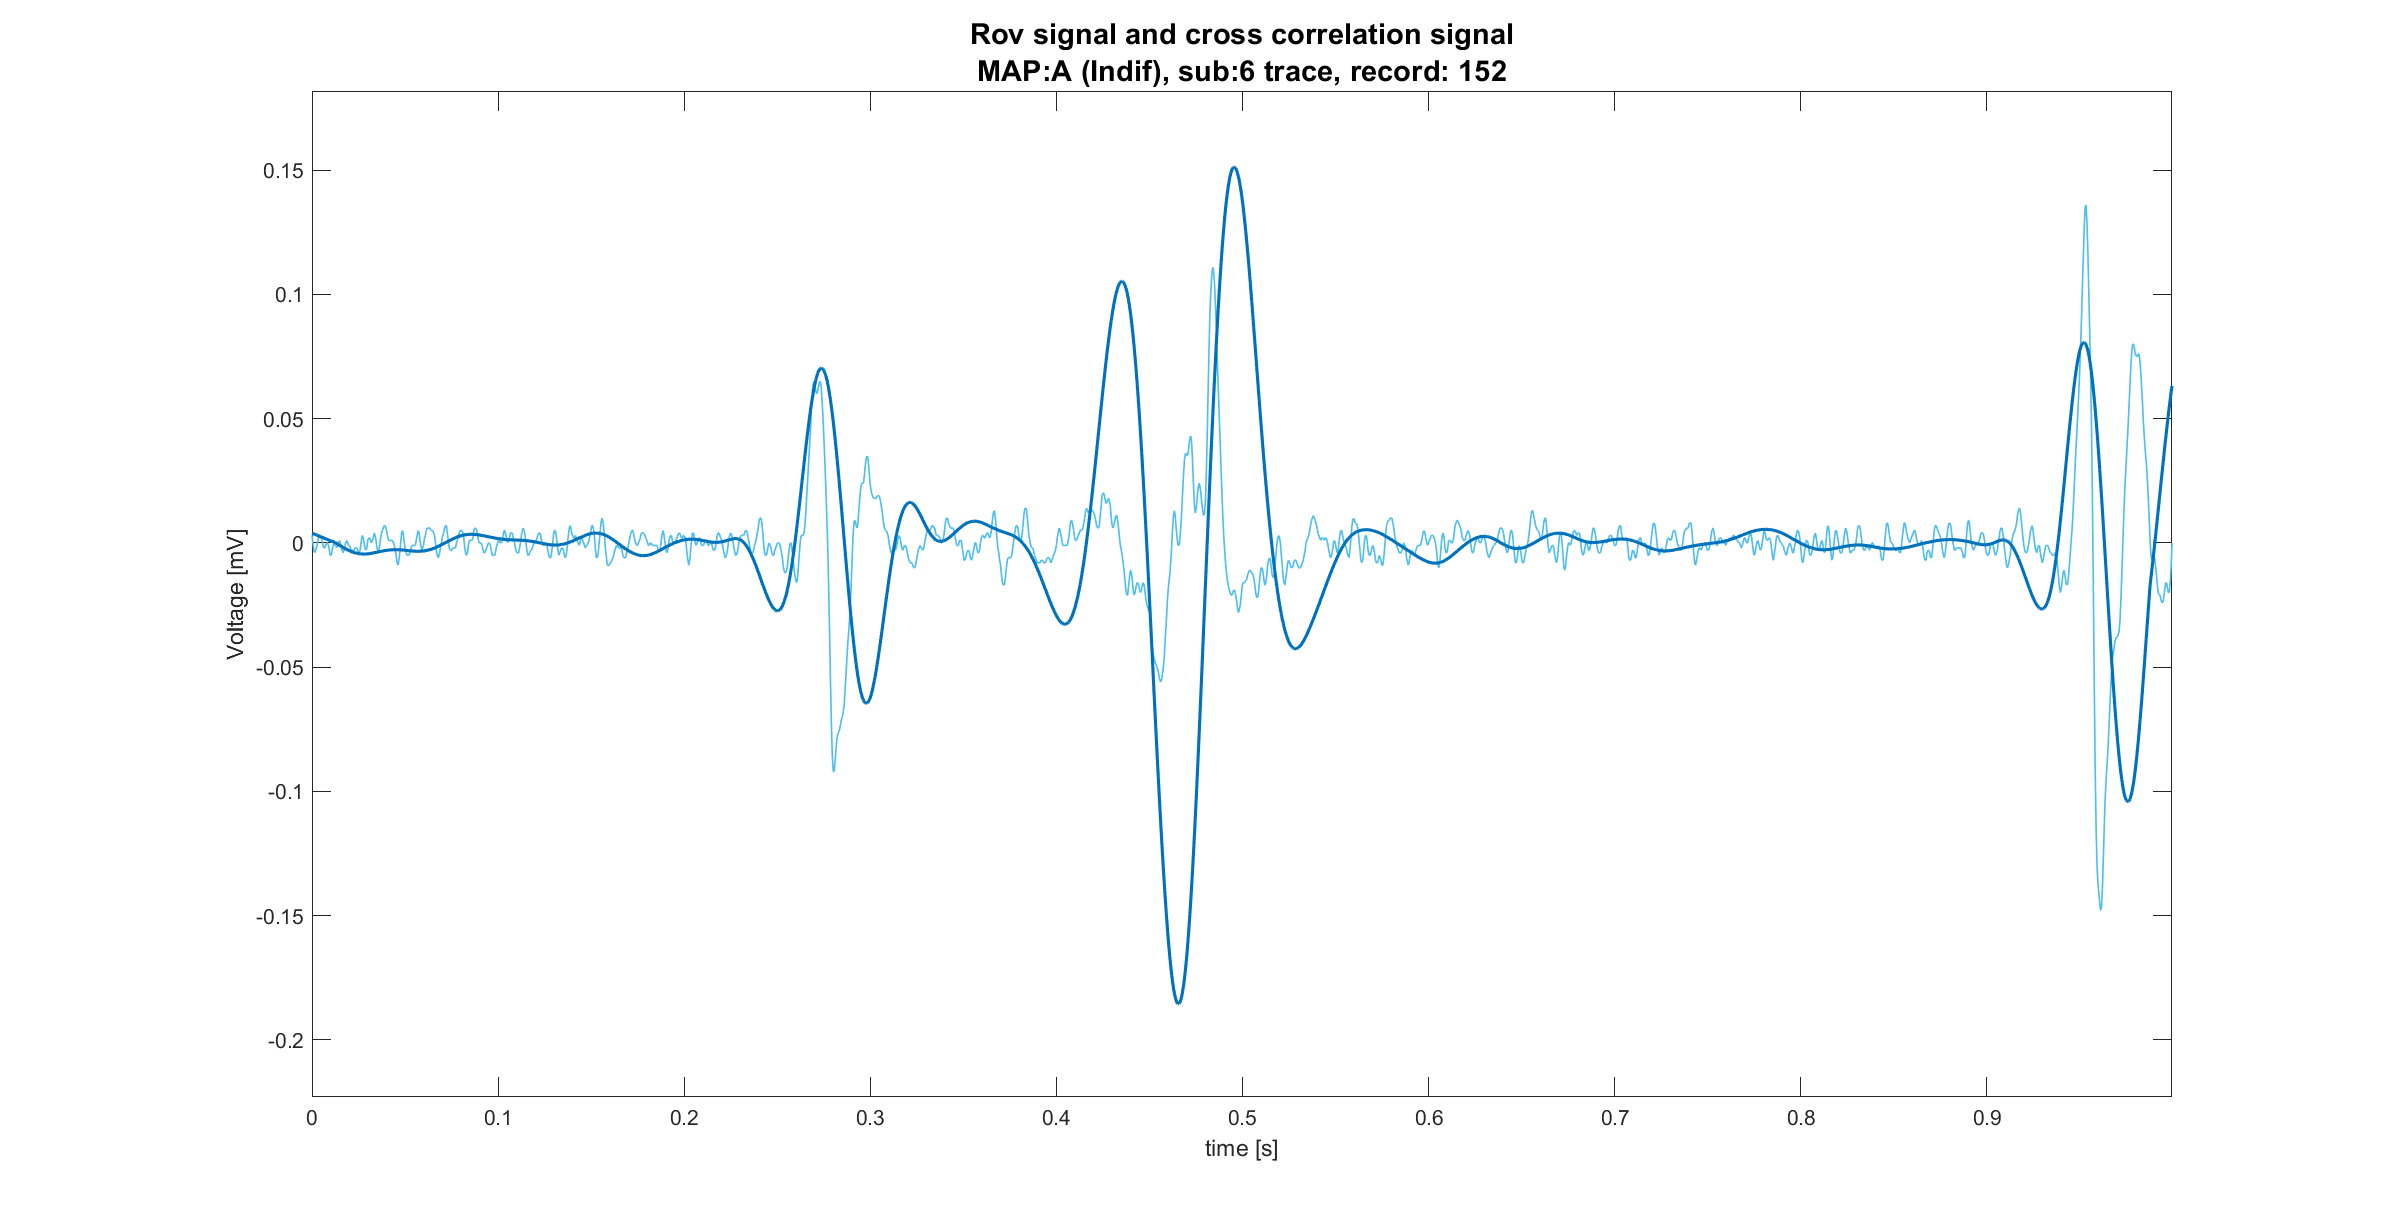 Rov signal and cross correlation signal
MAP:A (Indif), sub:6 trace, record: 152
0.15
0.1
0.05
0
-0.05
-0.1
-0.15
-0.2
Voltage [mV]
0 0.1 0.2 0.3 0.4 0.5 0.6 0.7 0.8 0.9
time [s]